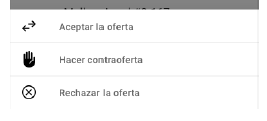 Aceptar la oferta
Hacer contraoferta
Rechazar la oferta